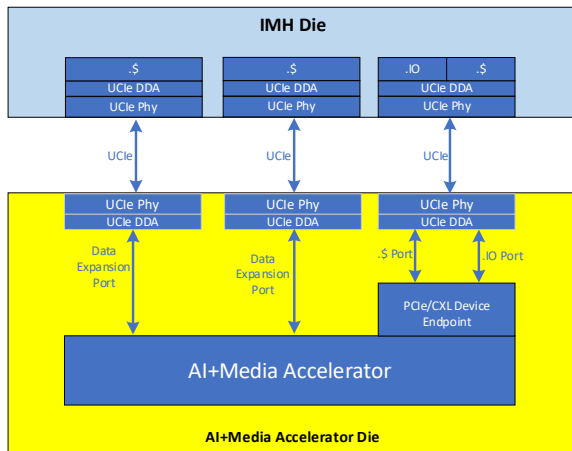 IMH Die
.$
.$
.IO
.$
UCIe DDA
UCIe DDA
UCIe DDA
UCIe Phy
UCIe Phy
UCIe Phy
UCIe
UCIe
UCIe
UCIe Phy
UCIe Phy
UCIe Phy
UCIe DDA
UCIe DDA
UCIe DDA
Data
Expansion
Port
Data
Expansion
Port
.$ Port
.IO Port
PCIe/CXL Device
Endpoint
AI+Media Accelerator
AI+Media Accelerator Die